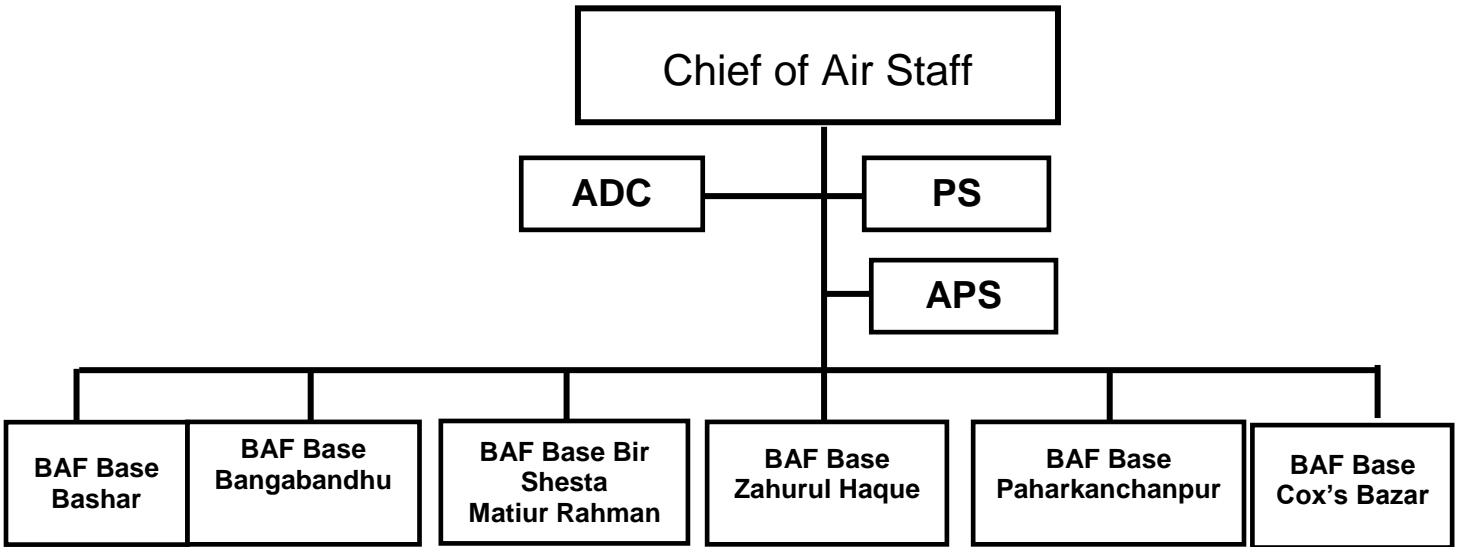 Chief of Air Staff
ADC
PS
APS
BAF Base
Bashar
BAF Base
Bangabandhu
BAF Base Bir
Shesta
Matiur Rahman
BAF Base
Zahurul Haque
BAF Base
Paharkanchanpur
BAF Base
Cox’s Bazar